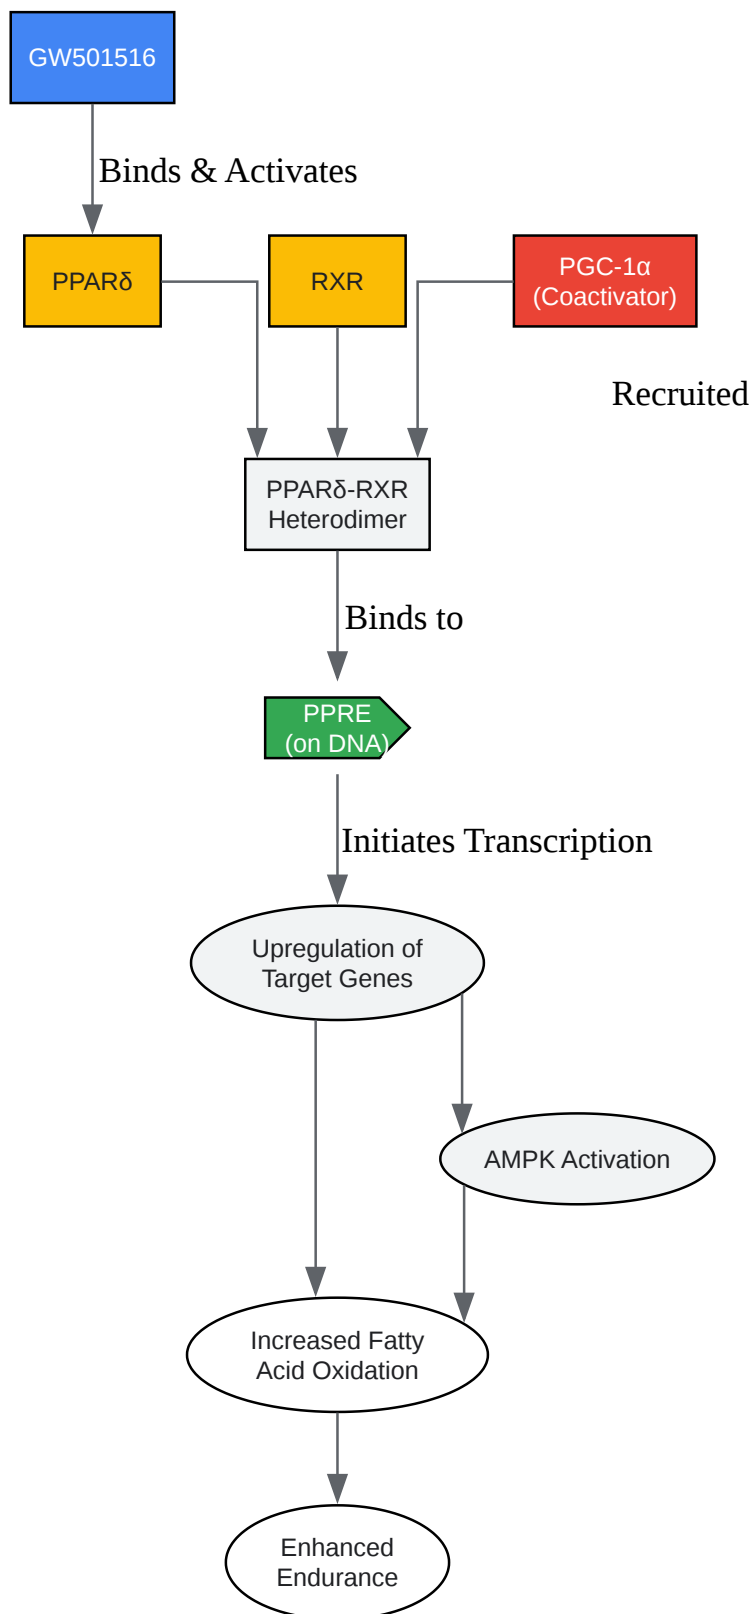 GW501516
Binds & Activates
PPARδ
RXR
PGC-1α
(Coactivator)
Recruited
PPARδ-RXR
Heterodimer
Binds to
PPRE
(on DNA)
Initiates Transcription
Upregulation of
Target Genes
AMPK Activation
Increased Fatty
Acid Oxidation
Enhanced
Endurance